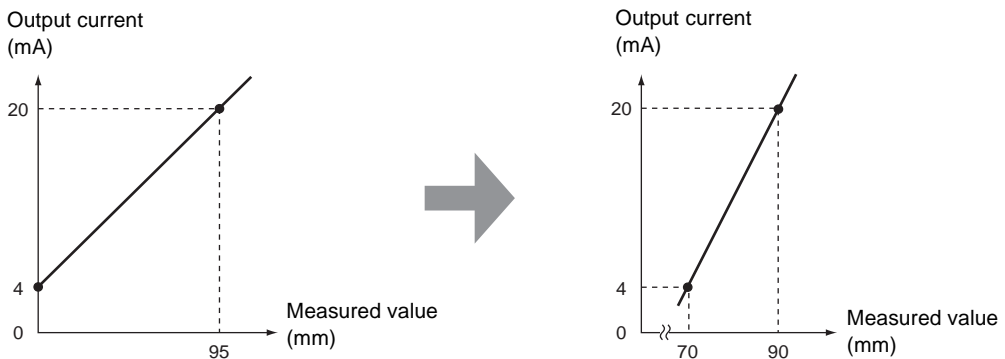 Output current
(mA)
20
4
0
95
Measured value
(mm)
Output current
(mA)
20
4
0
70
90
Measured value
(mm)